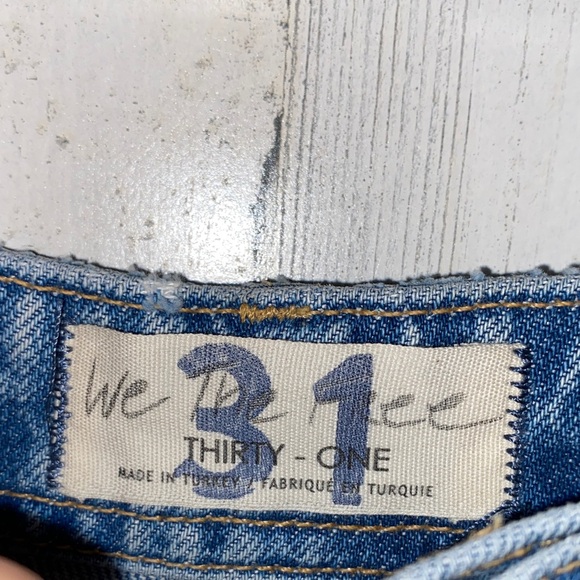 We The Free
31
THIRTY - ONE
MADE IN TURKEY / FABRIQUÉ EN TURQUIE